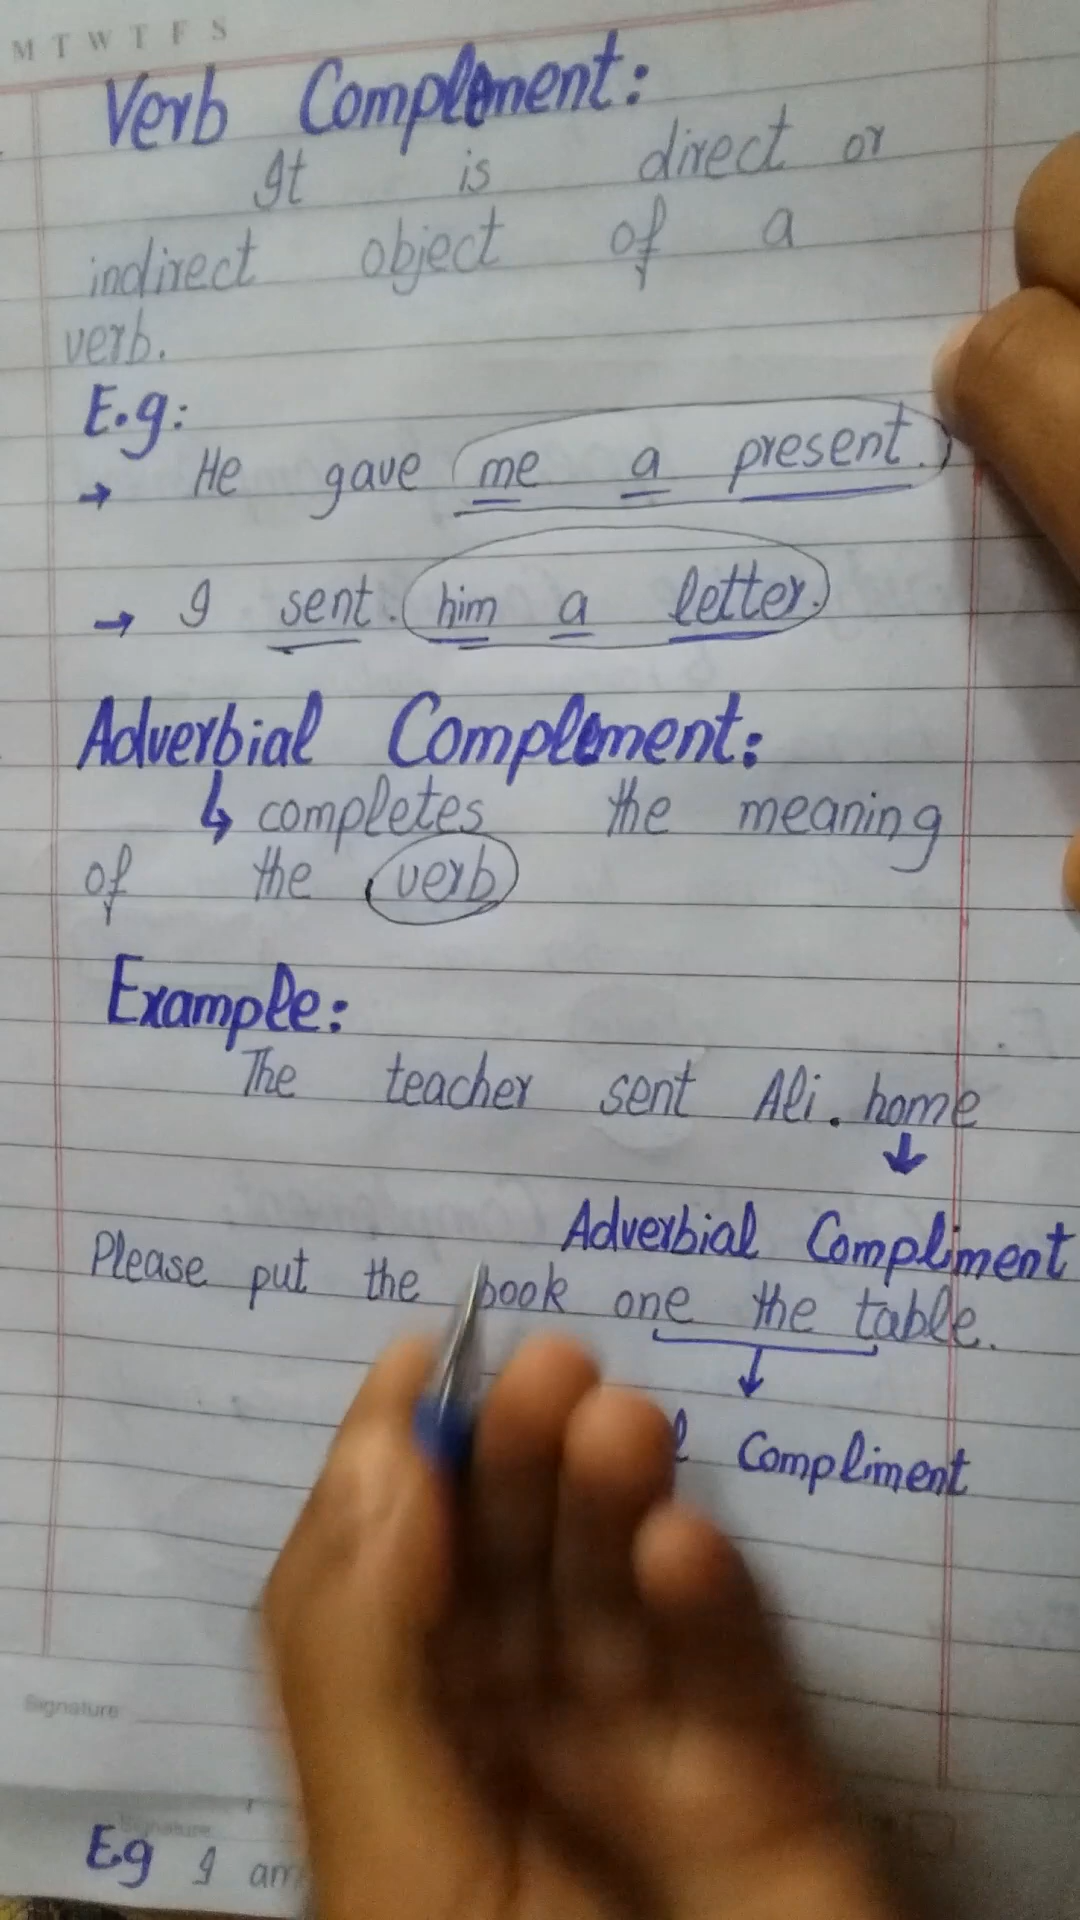 M T W T F S
Verb Complement:
It is direct or
indirect object of a
verb.
E.g:
→ He gave me a present.
→ I sent him a letter.
Adverbial Complement:
↳ completes the meaning
of the verb
Example:
The teacher sent Ali. home
↓
Adverbial Compliment
Please put the book one the table.
↓
l Compliment
Signature
Signature
Eg I am